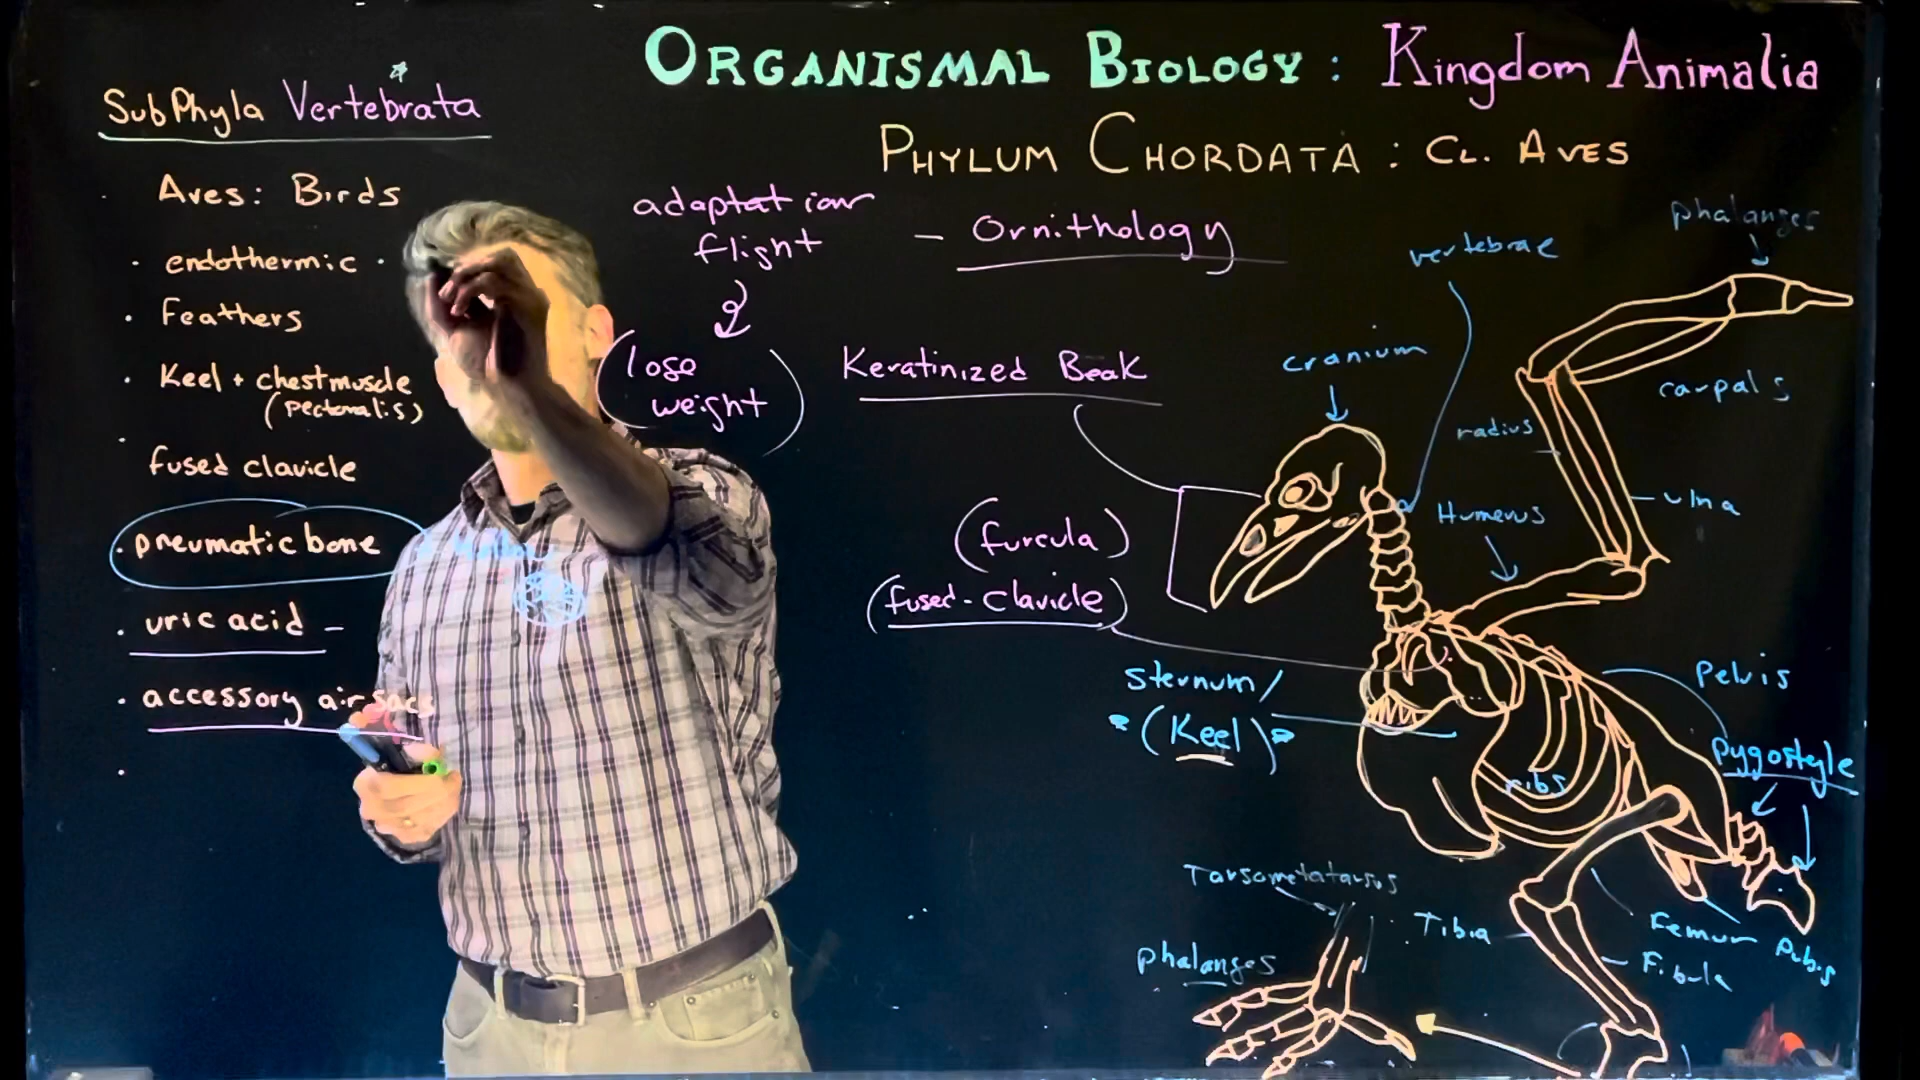 ORGANISMAL BIOLOGY : Kingdom Animalia
PHYLUM CHORDATA : CL. AVES
SubPhyla Vertebrata
Aves: Birds
· endothermic ·
· Feathers
· Keel + chest muscle
(pectoralis)
· fused clavicle
· pneumatic bone
· uric acid –
· accessory air sacs
·
adaptation
flight
(lose
weight)
– Ornithology
Keratinized Beak
(furcula)
(fused-clavicle)
sternum/
(Keel)
cranium
vertebrae
phalanges
carpals
radius
ulna
Humerus
Pelvis
pygostyle
ribs
Tarsometatarsus
phalanges
Tibia
Femur
Pubis
Fibula